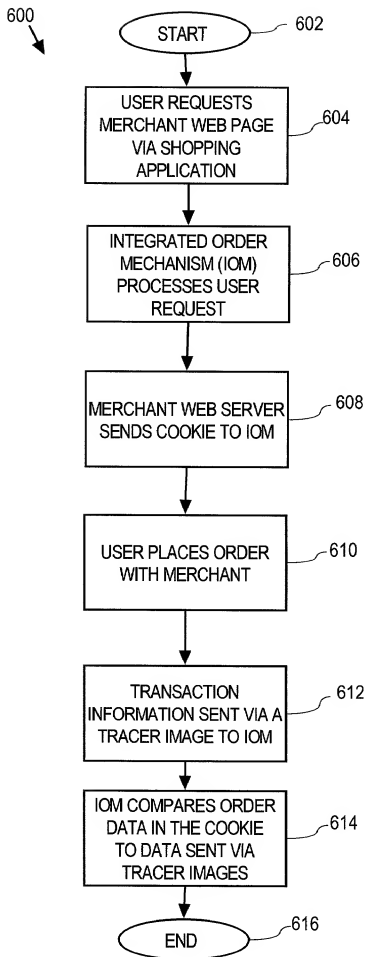 600
START
602
USER REQUESTS
MERCHANT WEB PAGE
VIA SHOPPING
APPLICATION
604
INTEGRATED ORDER
MECHANISM (IOM)
PROCESSES USER
REQUEST
606
MERCHANT WEB SERVER
SENDS COOKIE TO IOM
608
USER PLACES ORDER
WITH MERCHANT
610
TRANSACTION
INFORMATION SENT VIA A
TRACER IMAGE TO IOM
612
IOM COMPARES ORDER
DATA IN THE COOKIE
TO DATA SENT VIA
TRACER IMAGES
614
END
616